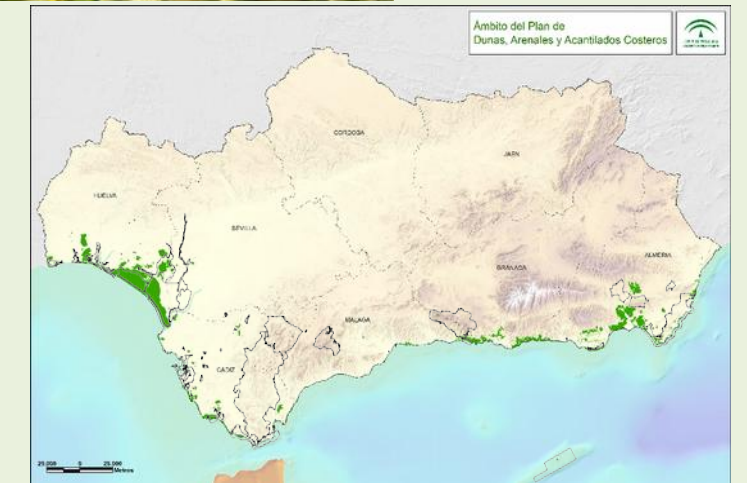 Ámbito del Plan de
Dunas, Arenales y Acantilados Costeros
CORDOBA
JAEN
HUELVA
SEVILLA
ALMERIA
GRANADA
MALAGA
CADIZ
25.000 0 25.000
Metros